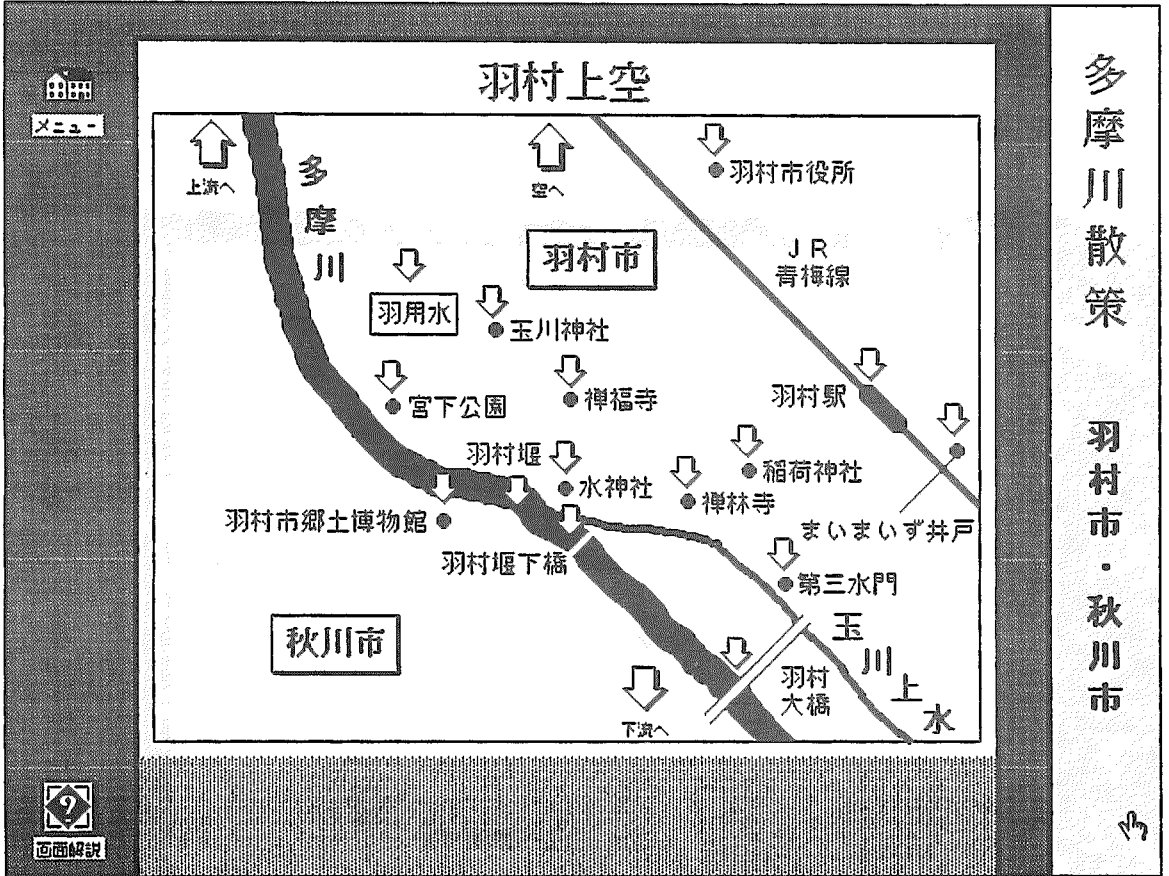 羽村上空
メニュー
上流へ
多摩川
空へ
羽村市役所
羽村市
JR
青梅線
羽用水
玉川神社
宮下公園
禅福寺
羽村駅
羽村堰
水神社
稲荷神社
禅林寺
羽村市郷土博物館
まいまいず井戸
羽村堰下橋
第三水門
秋川市
玉川上水
羽村
大橋
下流へ
画面解説
多摩川散策 羽村市・秋川市